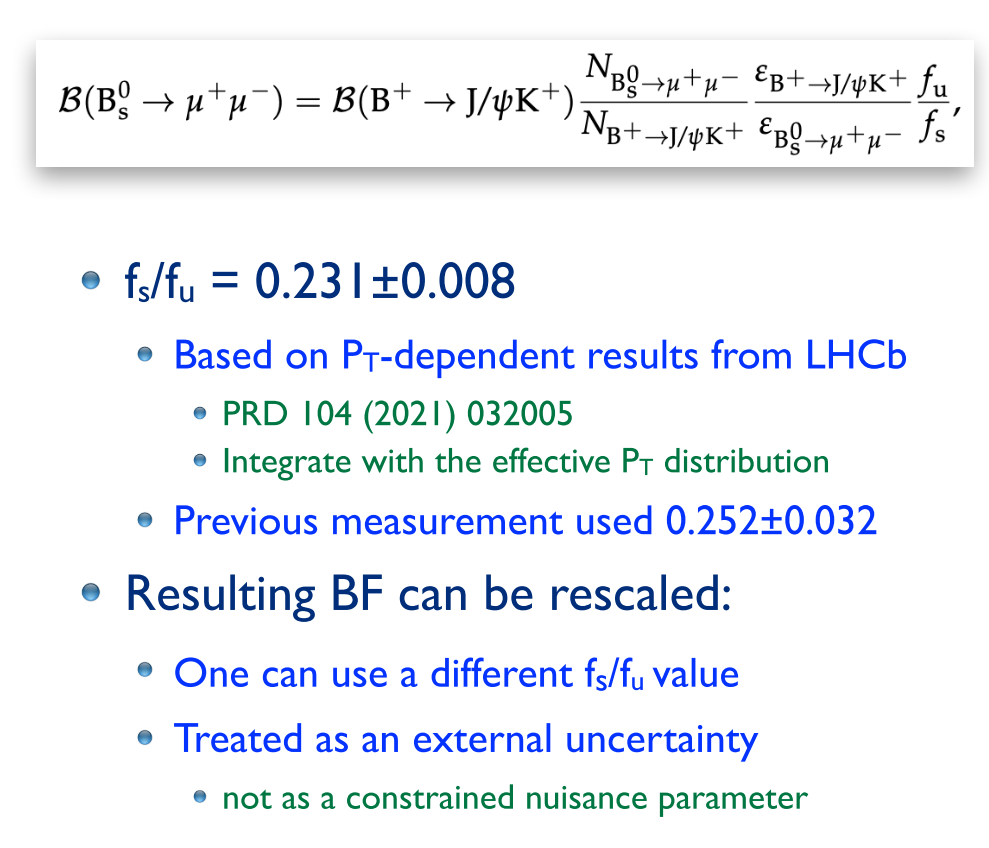 ℬ(B⁰ₛ → μ⁺μ⁻) = ℬ(B⁺ → J/ψK⁺) N_{B⁰ₛ→μ⁺μ⁻} / N_{B⁺→J/ψK⁺} ε_{B⁺→J/ψK⁺} / ε_{B⁰ₛ→μ⁺μ⁻} f_u / f_s,
• fₛ/fᵤ = 0.231±0.008
• Based on P_T-dependent results from LHCb
• PRD 104 (2021) 032005
• Integrate with the effective P_T distribution
• Previous measurement used 0.252±0.032
• Resulting BF can be rescaled:
• One can use a different fₛ/fᵤ value
• Treated as an external uncertainty
• not as a constrained nuisance parameter